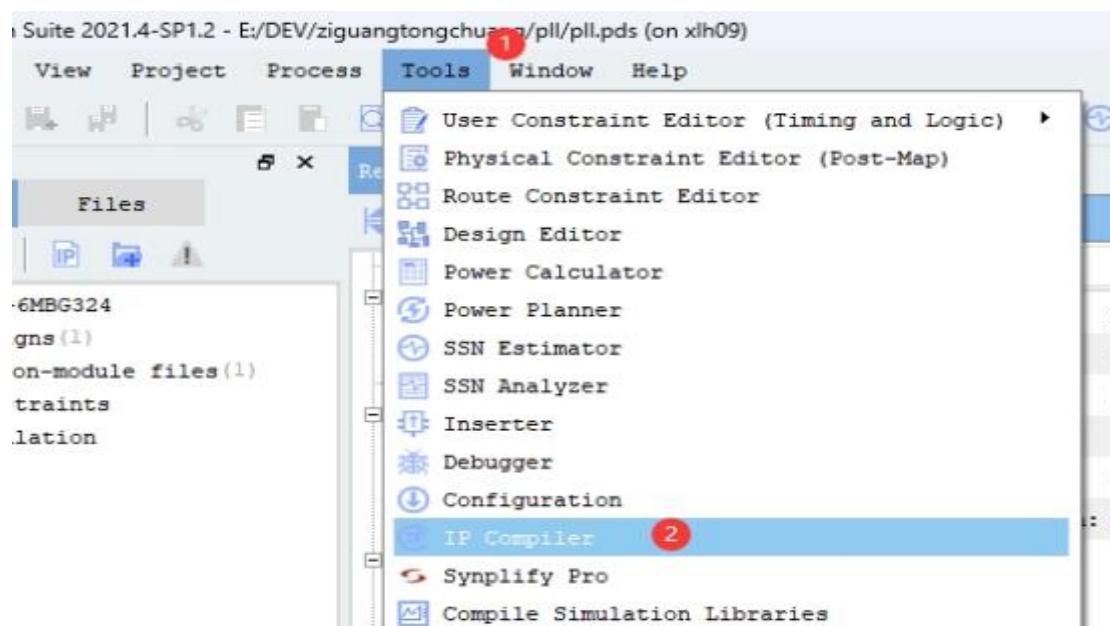 Suite 2021.4-SP1.2 - E:/DEV/ziguangtongchuang/pll/pll.pds (on xlh09)
1
View Project Process Tools Window Help
User Constraint Editor (Timing and Logic)
Physical Constraint Editor (Post-Map)
Files
Route Constraint Editor
Design Editor
IP
Power Calculator
-6MBG324
Power Planner
gns(1)
SSN Estimator
on-module files(1)
SSN Analyzer
traints
Inserter
lation
Debugger
Configuration
IP Compiler 2
Synplify Pro
Compile Simulation Libraries